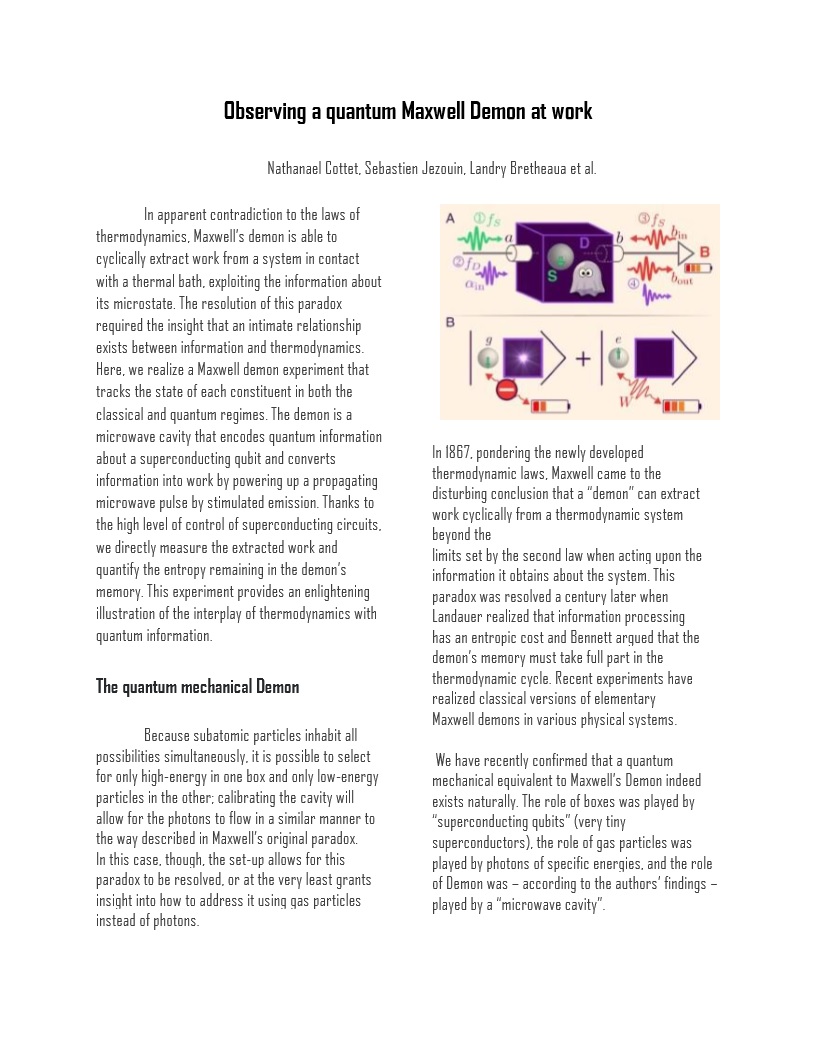 Observing a quantum Maxwell Demon at work
Nathanael Cottet, Sebastien Jezouin, Landry Bretheaua et al.
In apparent contradiction to the laws of
thermodynamics, Maxwell's demon is able to
cyclically extract work from a system in contact
with a thermal bath, exploiting the information about
its microstate. The resolution of this paradox
required the insight that an intimate relationship
exists between information and thermodynamics.
Here, we realize a Maxwell demon experiment that
tracks the state of each constituent in both the
classical and quantum regimes. The demon is a
microwave cavity that encodes quantum information
about a superconducting qubit and converts
information into work by powering up a propagating
microwave pulse by stimulated emission. Thanks to
the high level of control of superconducting circuits,
we directly measure the extracted work and
quantify the entropy remaining in the demon's
memory. This experiment provides an enlightening
illustration of the interplay of thermodynamics with
quantum information.
The quantum mechanical Demon
Because subatomic particles inhabit all
possibilities simultaneously, it is possible to select
for only high-energy in one box and only low-energy
particles in the other; calibrating the cavity will
allow for the photons to flow in a similar manner to
the way described in Maxwell's original paradox.
In this case, though, the set-up allows for this
paradox to be resolved, or at the very least grants
insight into how to address it using gas particles
instead of photons.
A
① fS
③ fS
a
D
b
bin
B
② fD
S
αin
bout
④
B
g
e
+
W
In 1867, pondering the newly developed
thermodynamic laws, Maxwell came to the
disturbing conclusion that a "demon" can extract
work cyclically from a thermodynamic system
beyond the
limits set by the second law when acting upon the
information it obtains about the system. This
paradox was resolved a century later when
Landauer realized that information processing
has an entropic cost and Bennett argued that the
demon's memory must take full part in the
thermodynamic cycle. Recent experiments have
realized classical versions of elementary
Maxwell demons in various physical systems.
We have recently confirmed that a quantum
mechanical equivalent to Maxwell's Demon indeed
exists naturally. The role of boxes was played by
"superconducting qubits" (very tiny
superconductors), the role of gas particles was
played by photons of specific energies, and the role
of Demon was – according to the authors' findings –
played by a "microwave cavity".